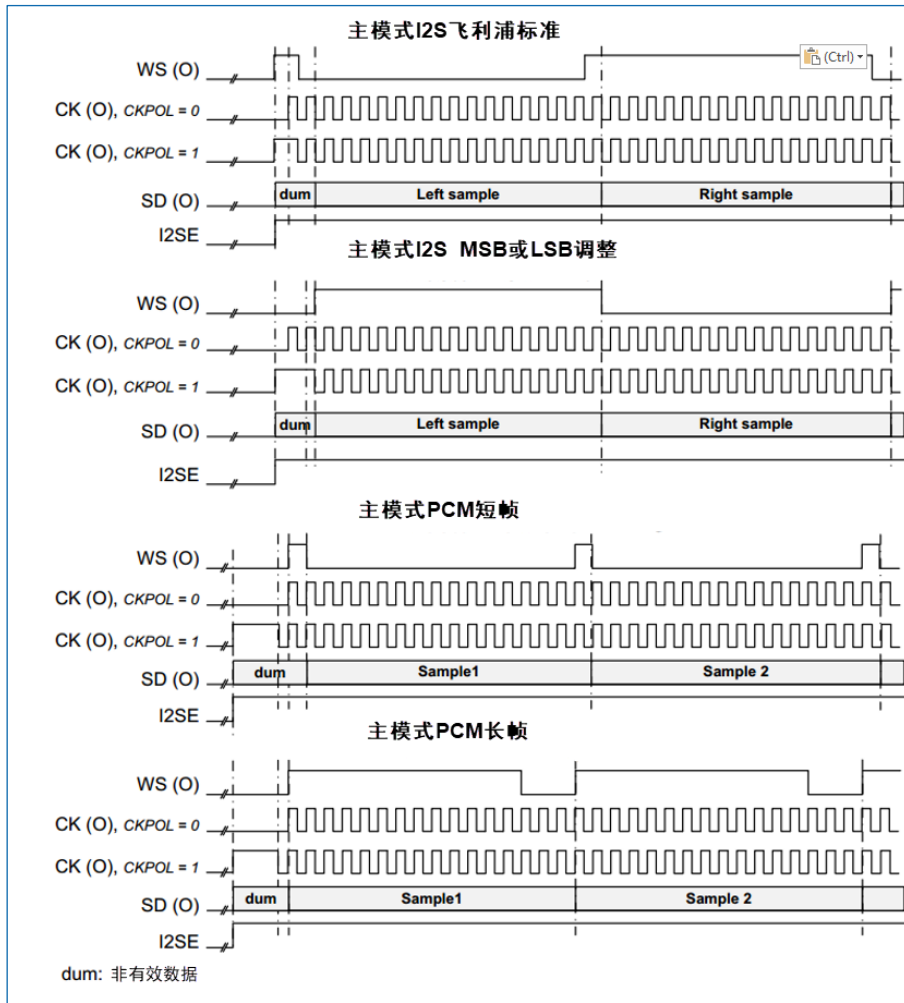 主模式I2S飞利浦标准
WS (O)
(Ctrl)
CK (O), CKPOL = 0
CK (O), CKPOL = 1
SD (O) dum Left sample Right sample
I2SE
主模式I2S MSB或LSB调整
WS (O)
CK (O), CKPOL = 0
CK (O), CKPOL = 1
SD (O) dum Left sample Right sample
I2SE
主模式PCM短帧
WS (O)
CK (O), CKPOL = 0
CK (O), CKPOL = 1
SD (O) dum Sample1 Sample 2
I2SE
主模式PCM长帧
WS (O)
CK (O), CKPOL = 0
CK (O), CKPOL = 1
SD (O) dum Sample1 Sample 2
I2SE
dum: 非有效数据